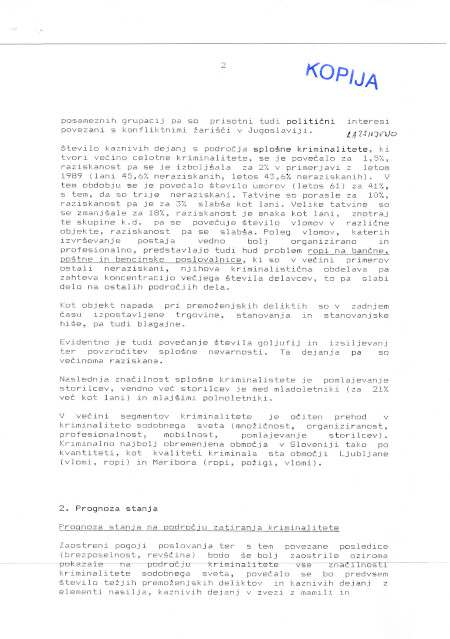 2
KOPIJA
posameznih grupacij pa so prisotni tudi politični interesi
povezani s konfliktnimi žarišči v Jugoslaviji.
Število kaznivih dejanj s področja splošne kriminalitete, ki
tvori večino celotne kriminalitete, se je povečalo za 1,5%,
raziskanost pa se je izboljšala za 2% v primerjavi z letom
1989 (lani 45,6% neraziskanih, letos 43,6% neraziskanih). V
tem obdobju se je povečalo število umorov (letos 61) za 41%,
s tem, da so trije neraziskani. Tatvine so porasle za 10%,
raziskanost pa je za 3% slabša kot lani. Velike tatvine so
se zmanjšale za 18%, raziskanost je enaka kot lani, znotraj
te skupine k.d. pa se povečuje število vlomov v različne
objekte, raziskanost pa se slabša. Poleg vlomov, katerih
izvrševanje postaja vedno bolj organizirano in
profesionalno, predstavlajo tudi hud problem ropi na bančne,
poštne in bencinske poslovalnice, ki so v večini primerov
ostali neraziskani, njihova kriminalistična obdelava pa
zahteva koncentracijo večjega števila delavcev, to pa slabi
delo na ostalih področjih dela.
Kot objekt napada pri premoženjskih deliktih so v zadnjem
času izpostavljene trgovine, stanovanja in stanovanjske
hiše, pa tudi blagajne.
Evidentno je tudi povečanje števila goljufij in izsiljevanj
ter povzročitev splošne nevarnosti. Ta dejanja pa so
večinoma raziskana.
Naslednja značilnost splošne kriminalistete je pomlajevanje
storilcev, vendno več storilcev je med mladoletniki (za 21%
več kot lani) in mlajšimi polnoletniki.
V večini segmentov kriminalitete je očiten prehod v
kriminaliteto sodobnega sveta (množičnost, organiziranost,
profesionalnost, mobilnost, pomlajevanje storilcev).
Kriminalno najbolj obremenjena območja v Sloveniji tako po
kvantiteti, kot kvaliteti kriminala sta območji Ljubljane
(vlomi, ropi) in Maribora (ropi, požigi, vlomi).
2. Prognoza stanja
Prognoza stanja na področju zatiranja kriminalitete
Zaostreni pogoji poslovanja ter s tem povezane posledice
(brezposelnost, revščina) bodo še bolj zaostrile oziroma
pokazale na področju kriminalitete vse značilnosti
kriminalitete sodobnega sveta, povečalo se bo predvsem
število težjih premoženjskih deliktov in kaznivih dejanj z
elementi nasilja, kaznivih dejanj v zvezi z mamili in